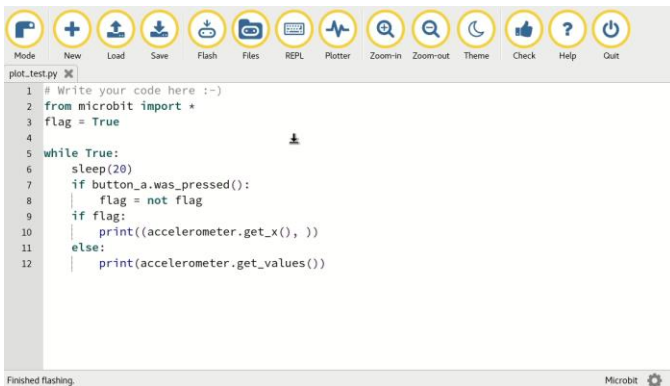 Mode New Load Save Flash Files REPL Plotter Zoom-in Zoom-out Theme Check Help Quit
plot_test.py
1 # Write your code here :-)
2 from microbit import *
3 flag = True
4
5 while True:
6     sleep(20)
7     if button_a.was_pressed():
8         flag = not flag
9     if flag:
10         print((accelerometer.get_x(), ))
11     else:
12         print(accelerometer.get_values())
Finished flashing. Microbit